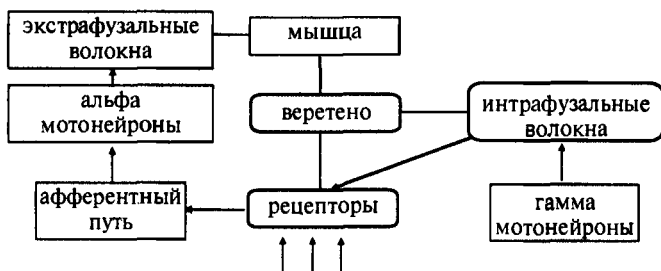 экстрафузальные
волокна
мышца
альфа
мотонейроны
веретено
интрафузальные
волокна
афферентный
путь
рецепторы
гамма
мотонейроны